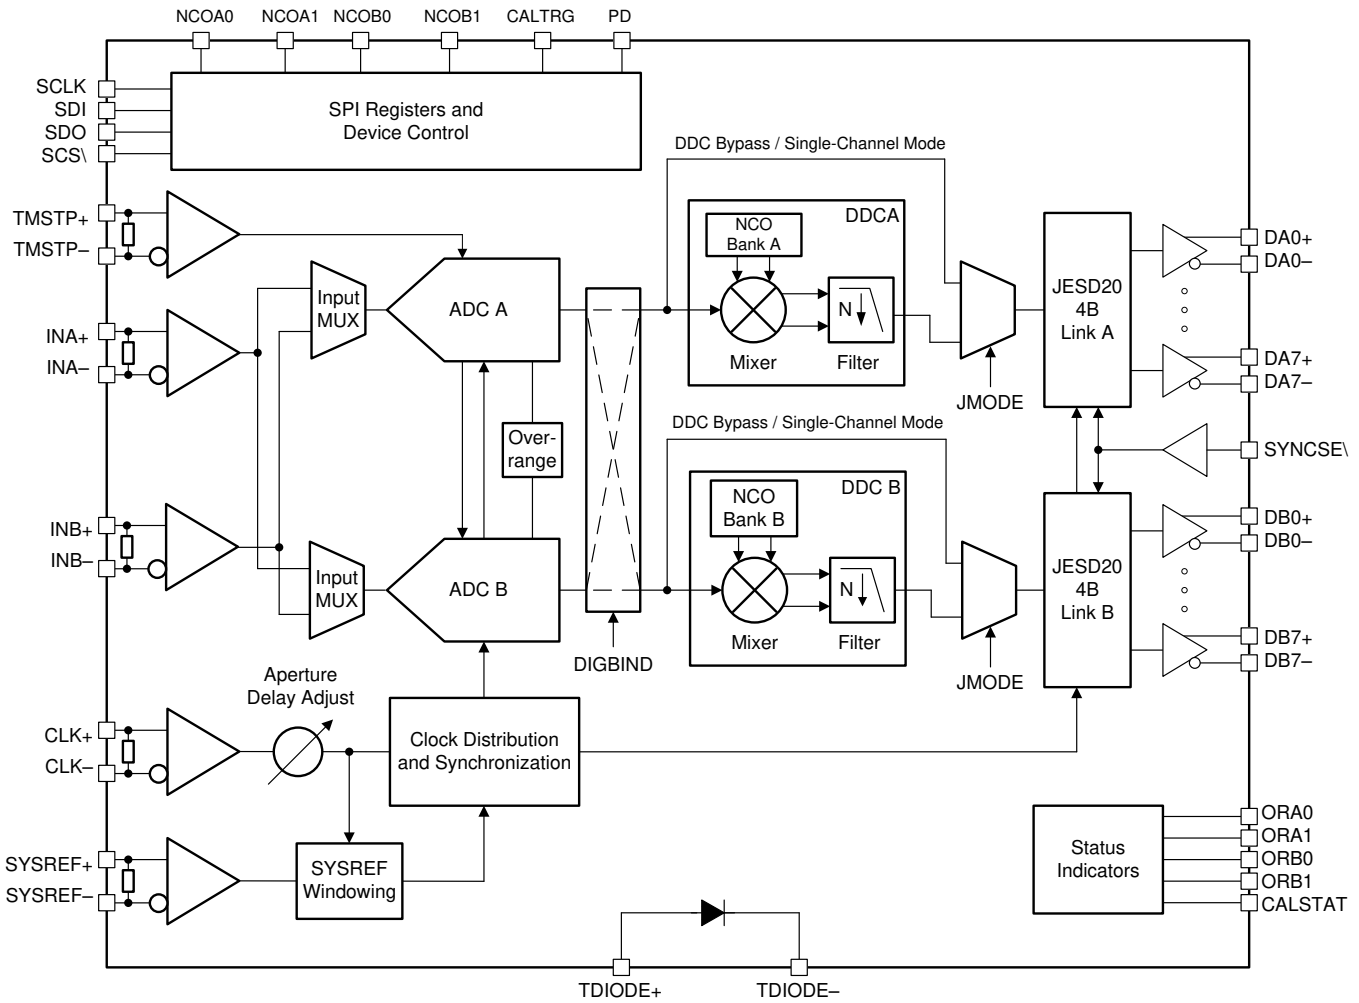 NCOA0
NCOA1
NCOB0
NCOB1
CALTRG
PD
SCLK
SDI
SDO
SCS\
SPI Registers and
Device Control
DDC Bypass / Single-Channel Mode
TMSTP+
TMSTP–
DDCA
NCO
Bank A
Mixer
N
Filter
JMODE
JESD20
4B
Link A
DA0+
DA0–
DA7+
DA7–
INA+
INA–
Input
MUX
ADC A
Over-
range
DDC Bypass / Single-Channel Mode
SYNCSE\
INB+
INB–
Input
MUX
ADC B
DIGBIND
DDC B
NCO
Bank B
Mixer
N
Filter
JMODE
JESD20
4B
Link B
DB0+
DB0–
DB7+
DB7–
Aperture
Delay Adjust
CLK+
CLK–
Clock Distribution
and Synchronization
SYSREF+
SYSREF–
SYSREF
Windowing
Status
Indicators
ORA0
ORA1
ORB0
ORB1
CALSTAT
TDIODE+
TDIODE–